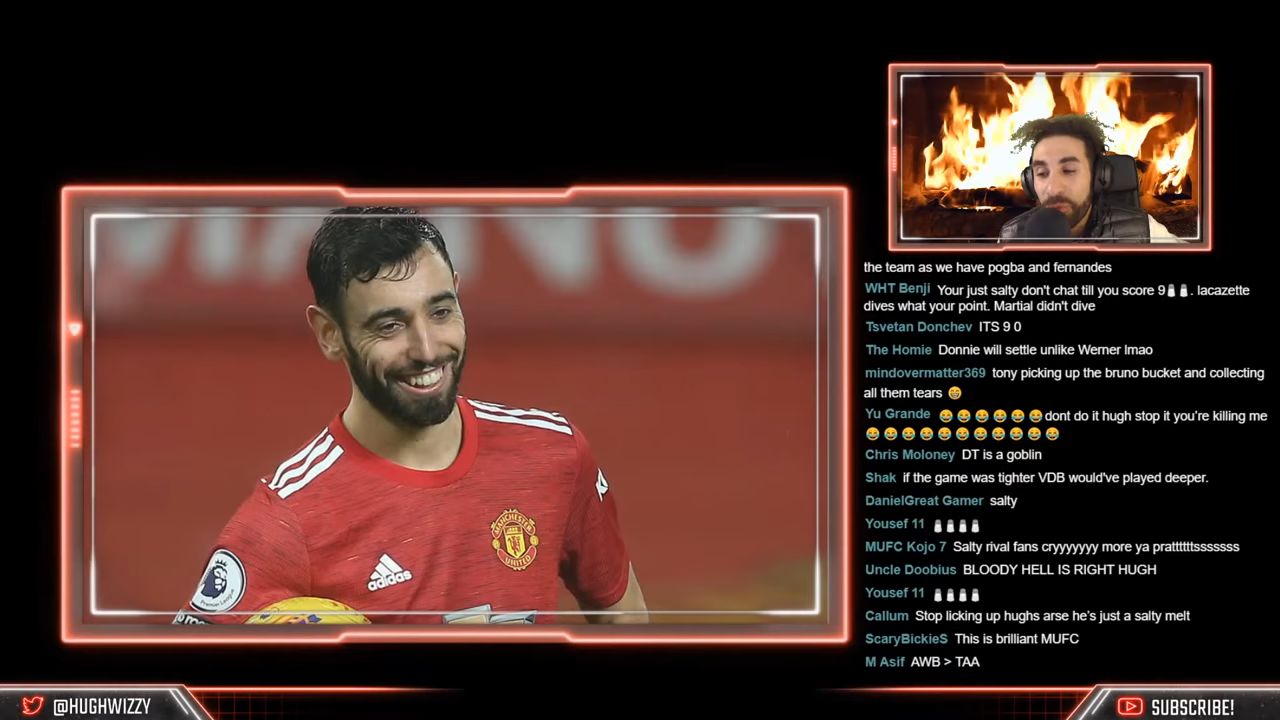 MANCHESTER
UNITED
adidas
Premier League
the team as we have pogba and fernandes
WHT Benji Your just salty don't chat till you score 9🧂🧂. lacazette
dives what your point. Martial didn't dive
Tsvetan Donchev ITS 9 0
The Homie Donnie will settle unlike Werner lmao
mindovermatter369 tony picking up the bruno bucket and collecting
all them tears 😁
Yu Grande 😂😂😂😂😂😂dont do it hugh stop it you're killing me
😂😂😂😂😂😂😂😂😂😂😂
Chris Moloney DT is a goblin
Shak if the game was tighter VDB would've played deeper.
DanielGreat Gamer salty
Yousef 11 🧂🧂🧂🧂
MUFC Kojo 7 Salty rival fans cryyyyyy more ya prattttttsssssss
Uncle Doobius BLOODY HELL IS RIGHT HUGH
Yousef 11 🧂🧂🧂🧂
Callum Stop licking up hughs arse he's just a salty melt
ScaryBickieS This is brilliant MUFC
M Asif AWB > TAA
@HUGHWIZZY
SUBSCRIBE!